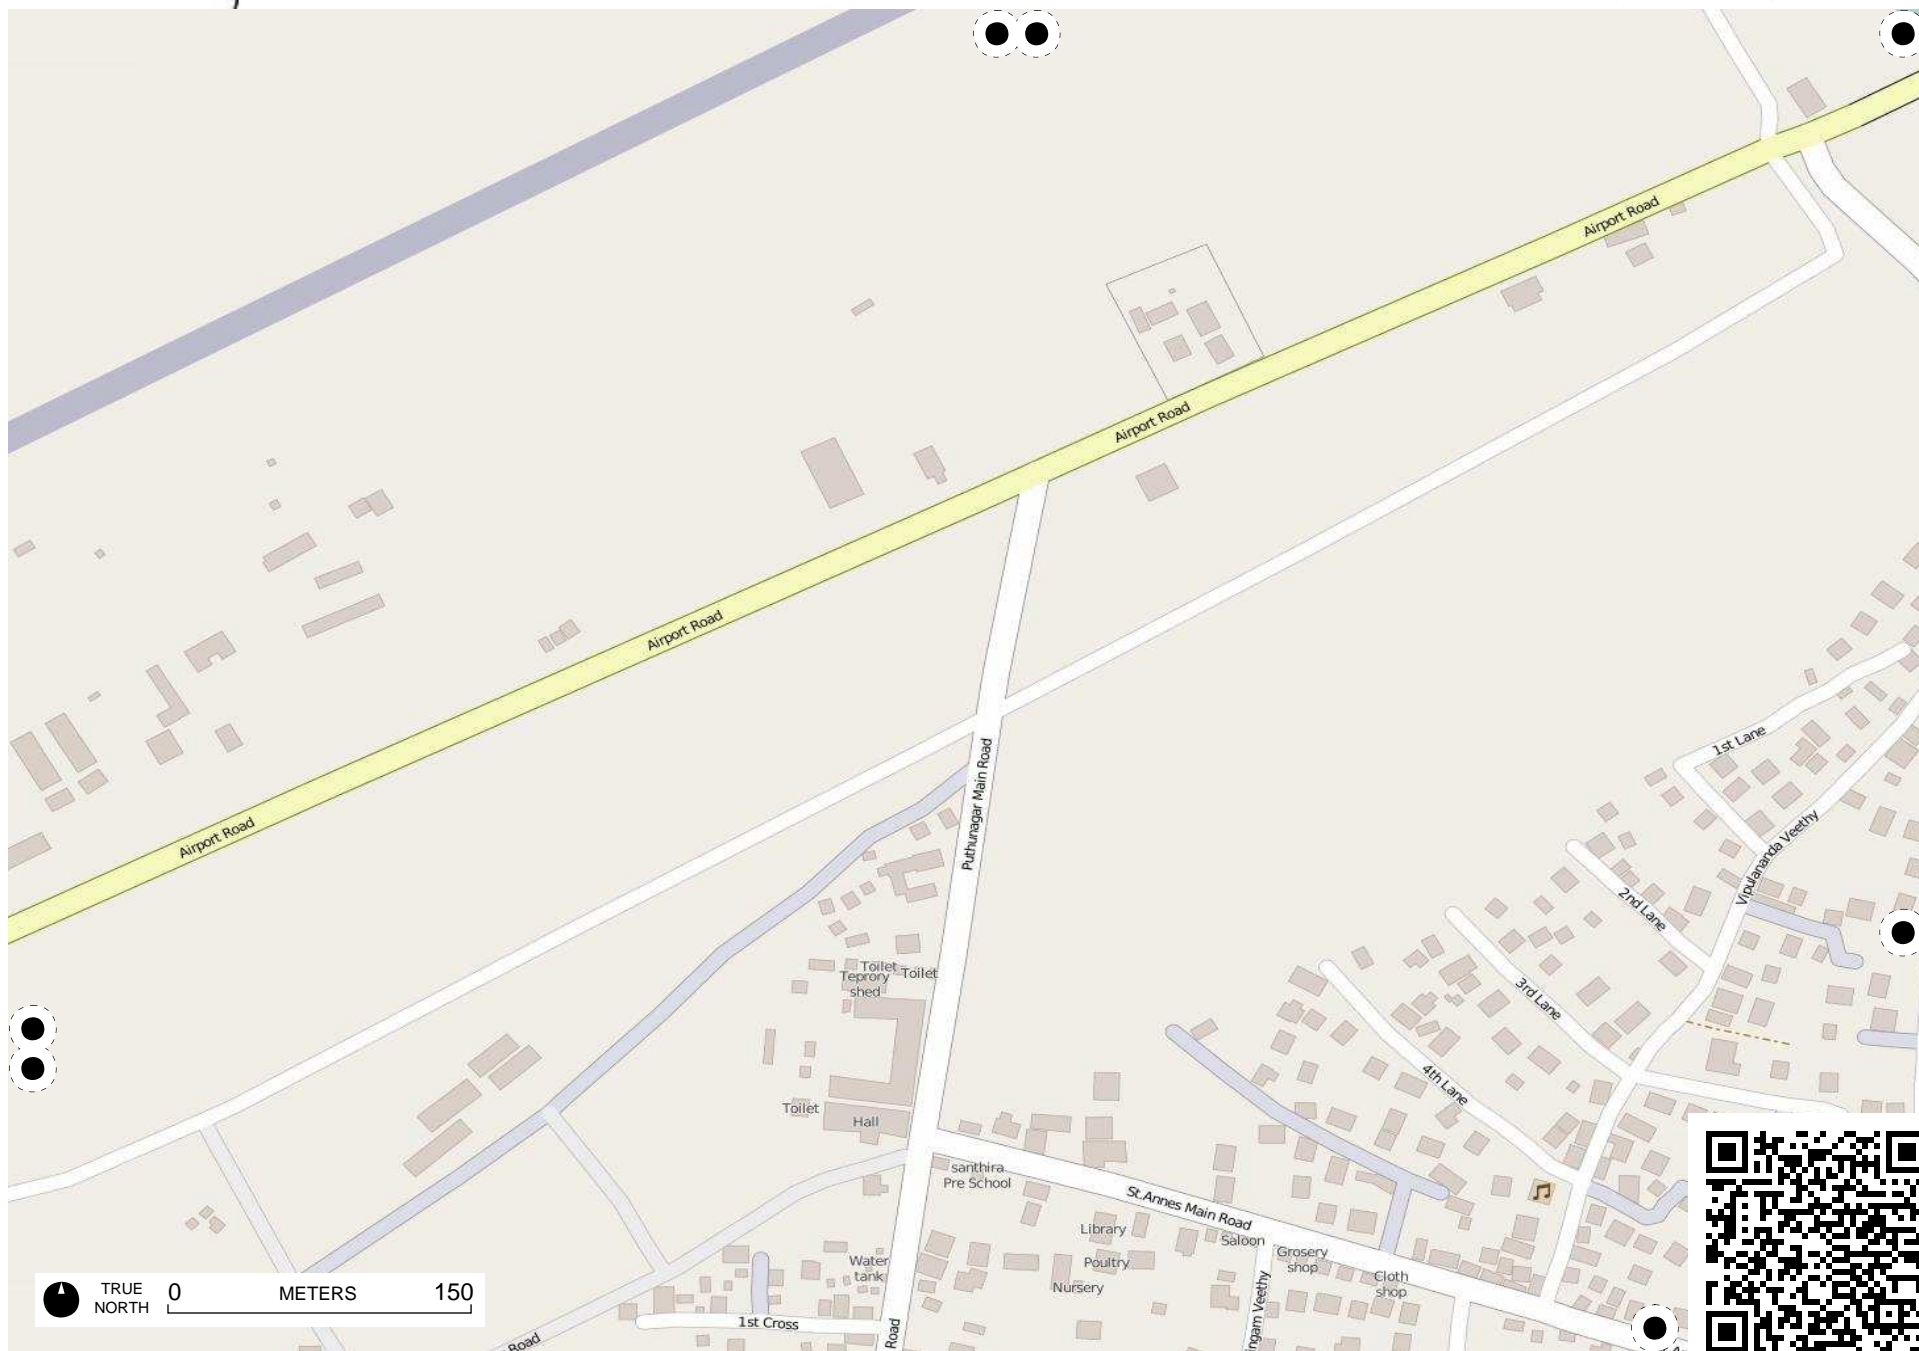 Airport Road
Airport Road
Airport Road
Airport Road
Puthunagar Main Road
1st Lane
Vipulananda Veethy
2nd Lane
3rd Lane
4th Lane
Toilet
Toilet
Teprory
shed
Toilet
Hall
santhira
Pre School
St.Annes Main Road
Library
Saloon
Grosery
shop
Poultry
Nursery
Cloth
shop
Water
tank
1st Cross
Road
Road
ingam Veethy
TRUE
NORTH
0 METERS 150